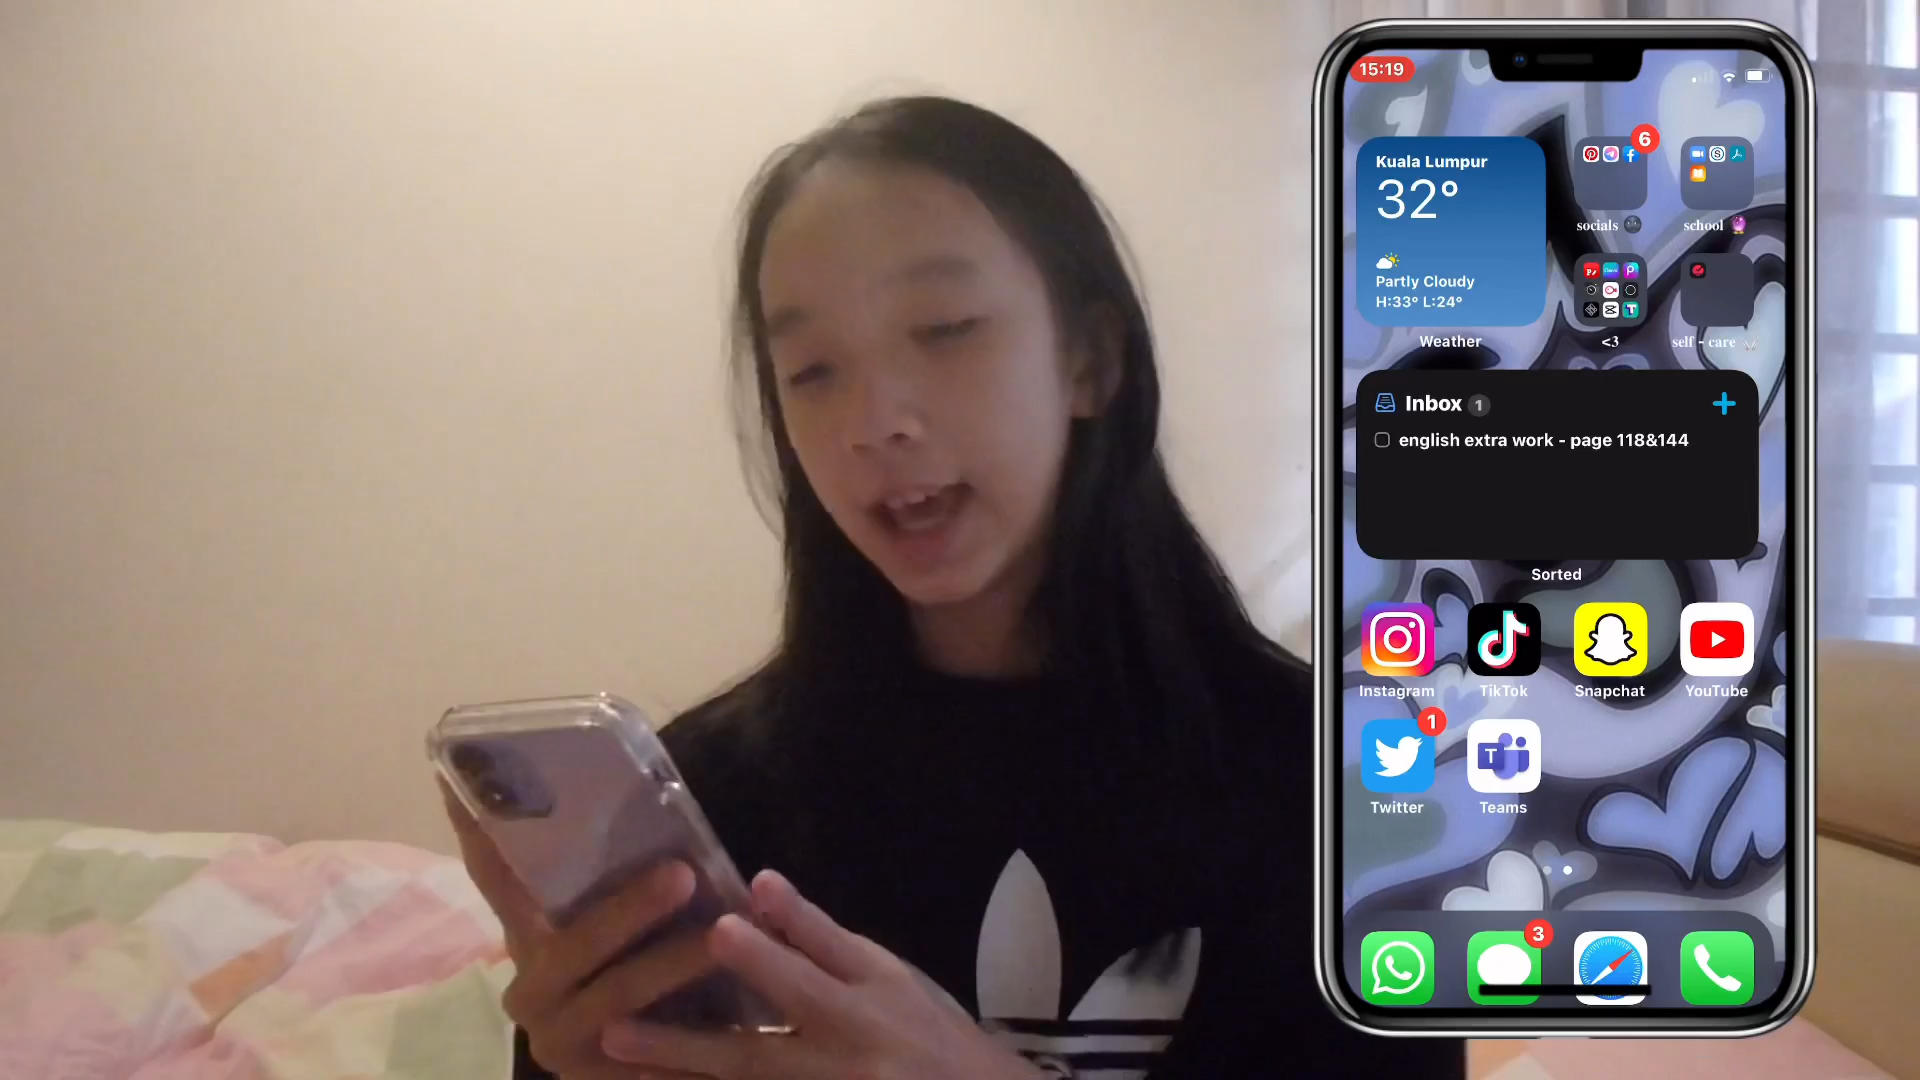 15:19
Kuala Lumpur
32°
Partly Cloudy
H:33° L:24°
Weather
6
socials
school
<3
self - care
Inbox 1
english extra work - page 118&144
Sorted
Instagram
TikTok
Snapchat
YouTube
1
T
Twitter
Teams
3